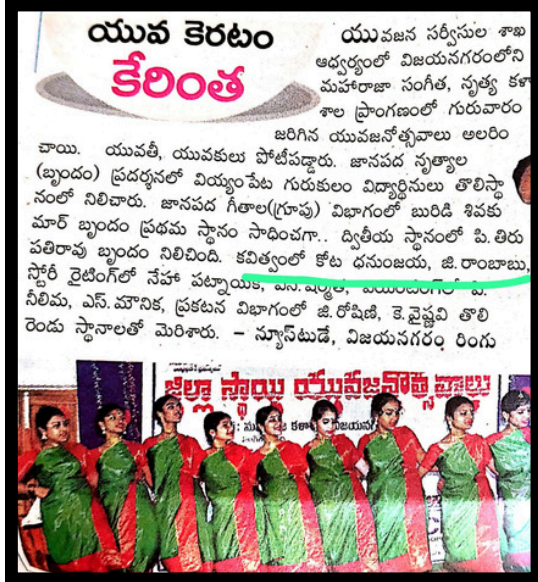 యువ కెరటం
కేరింత
యువజన సర్వీసుల శాఖ
ఆధ్వర్యంలో విజయనగరంలోని
మహారాజా సంగీత, నృత్య కళా
శాల ప్రాంగణంలో గురువారం
జరిగిన యువజనోత్సవాలు అలరిం
చాయి. యువతీ, యువకులు పోటీపడ్డారు. జానపద నృత్యాల
(బృందం) ప్రదర్శనలో వియ్యంపేట గురుకులం విద్యార్థినులు తొలిస్థా
నంలో నిలిచారు. జానపద గీతాల(గ్రూపు) విభాగంలో బురిడి శివకు
మార్ బృందం ప్రథమ స్థానం సాధించగా.. ద్వితీయ స్థానంలో పి.తిరు
పతిరావు బృందం నిలిచింది. కవిత్వంలో కోట ధనుంజయ, జి.రాంబాబు,
స్టోరీ రైటింగ్‌లో నేహా పట్నాయక్,
నీలిమ, ఎస్.మౌనిక, ప్రకటన విభాగంలో జి.రోషిణి, కె.వైష్ణవి తొలి
రెండు స్థానాలతో మెరిశారు. – న్యూస్‌టుడే, విజయనగరం రింగు
జిల్లా స్థాయి యువజనోత్సవాలు